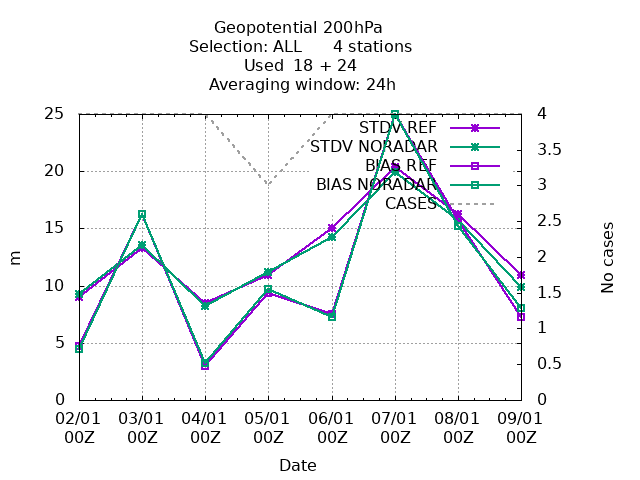 Geopotential 200hPa
Selection: ALL      4 stations
Used  18 + 24
Averaging window: 24h
25
20
15
10
5
0
m
4
3.5
3
2.5
2
1.5
1
0.5
0
No cases
STDV REF
STDV NORADAR
BIAS REF
BIAS NORADAR
CASES
02/01 03/01 04/01 05/01 06/01 07/01 08/01 09/01
00Z 00Z 00Z 00Z 00Z 00Z 00Z 00Z
Date